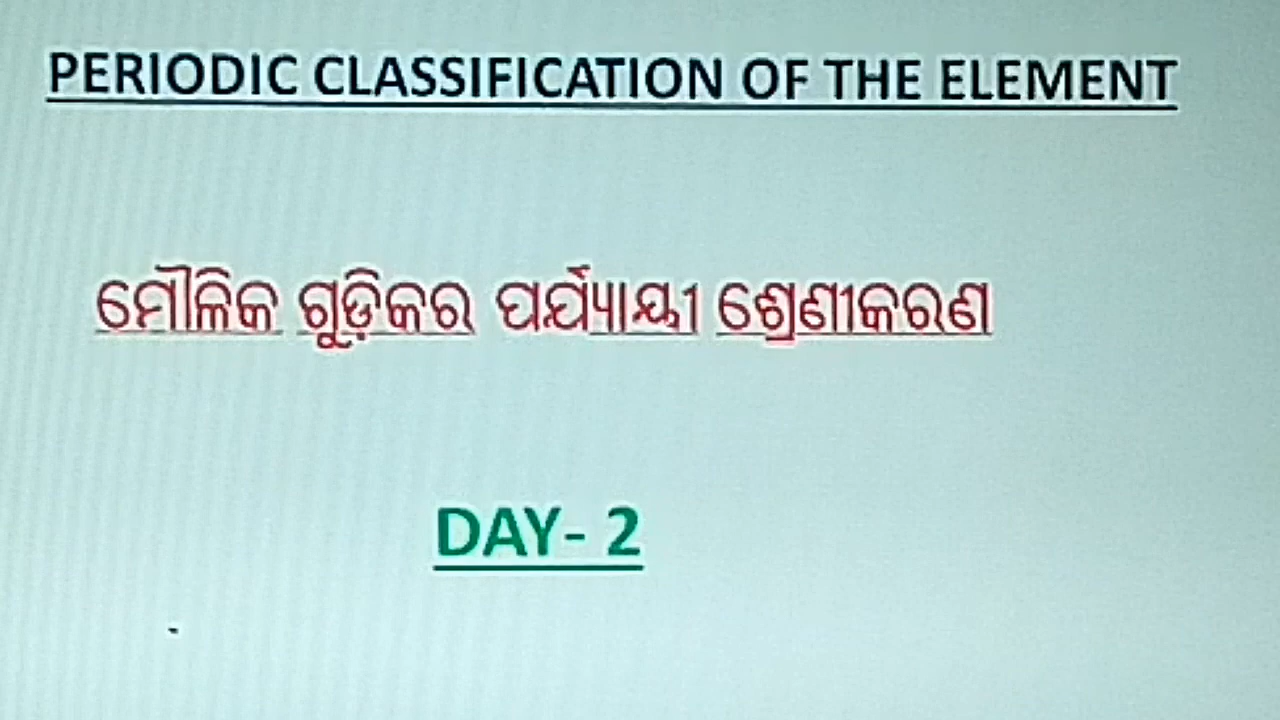 PERIODIC CLASSIFICATION OF THE ELEMENT
ମୌଳିକ ଗୁଡ଼ିକର ପର୍ଯ୍ୟାୟୀ ଶ୍ରେଣୀକରଣ
DAY- 2